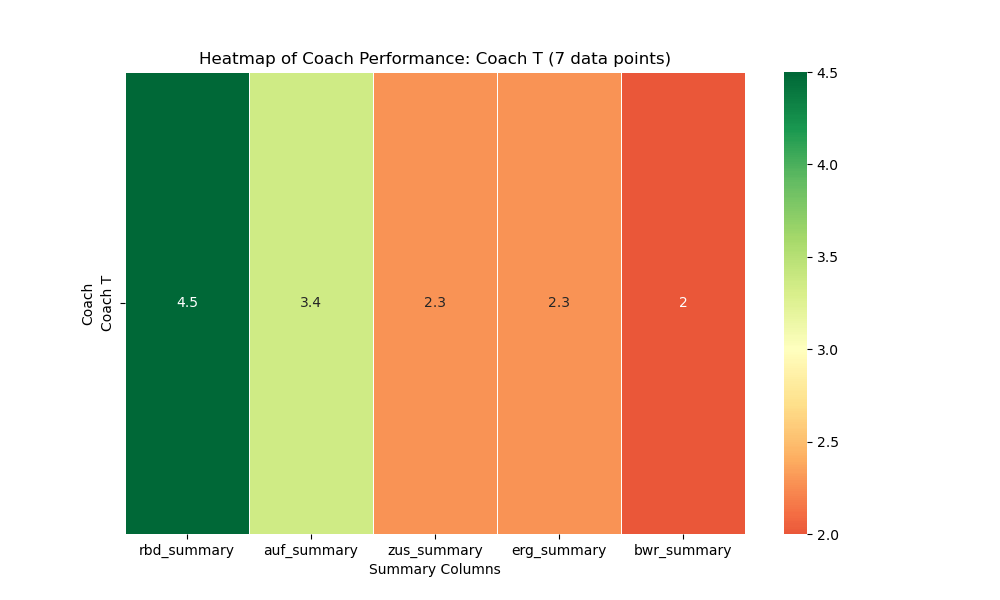 Heatmap of Coach Performance: Coach T (7 data points)
Coach
Coach T
4.5
3.4
2.3
2.3
2
rbd_summary
auf_summary
zus_summary
erg_summary
bwr_summary
Summary Columns
4.5
4.0
3.5
3.0
2.5
2.0